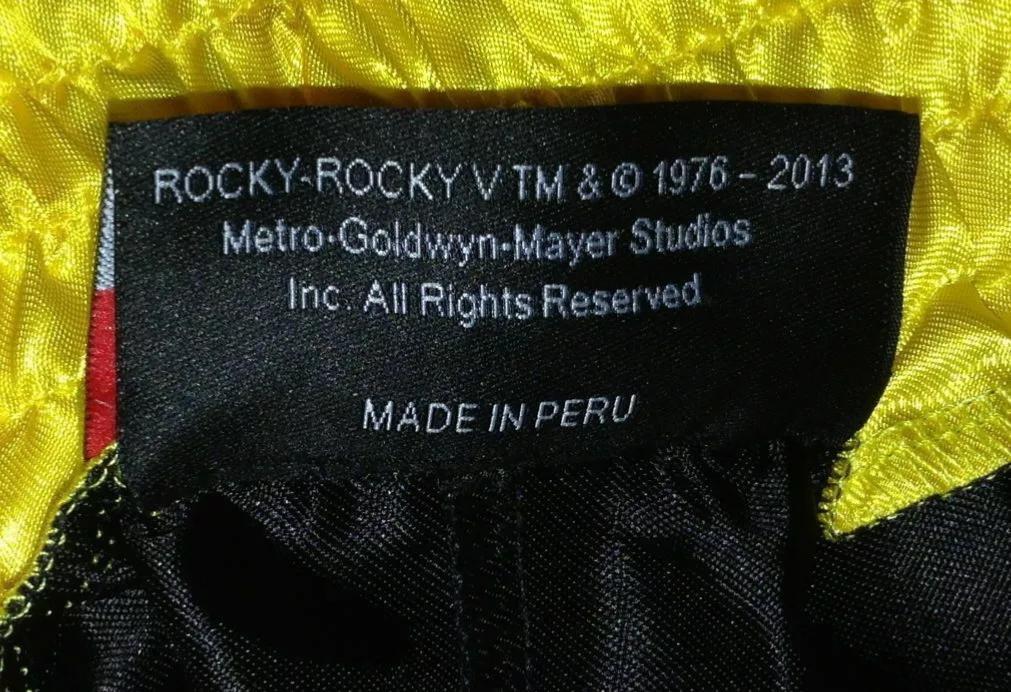 ROCKY-ROCKY V TM & © 1976 - 2013
Metro-Goldwyn-Mayer Studios
Inc. All Rights Reserved
MADE IN PERU